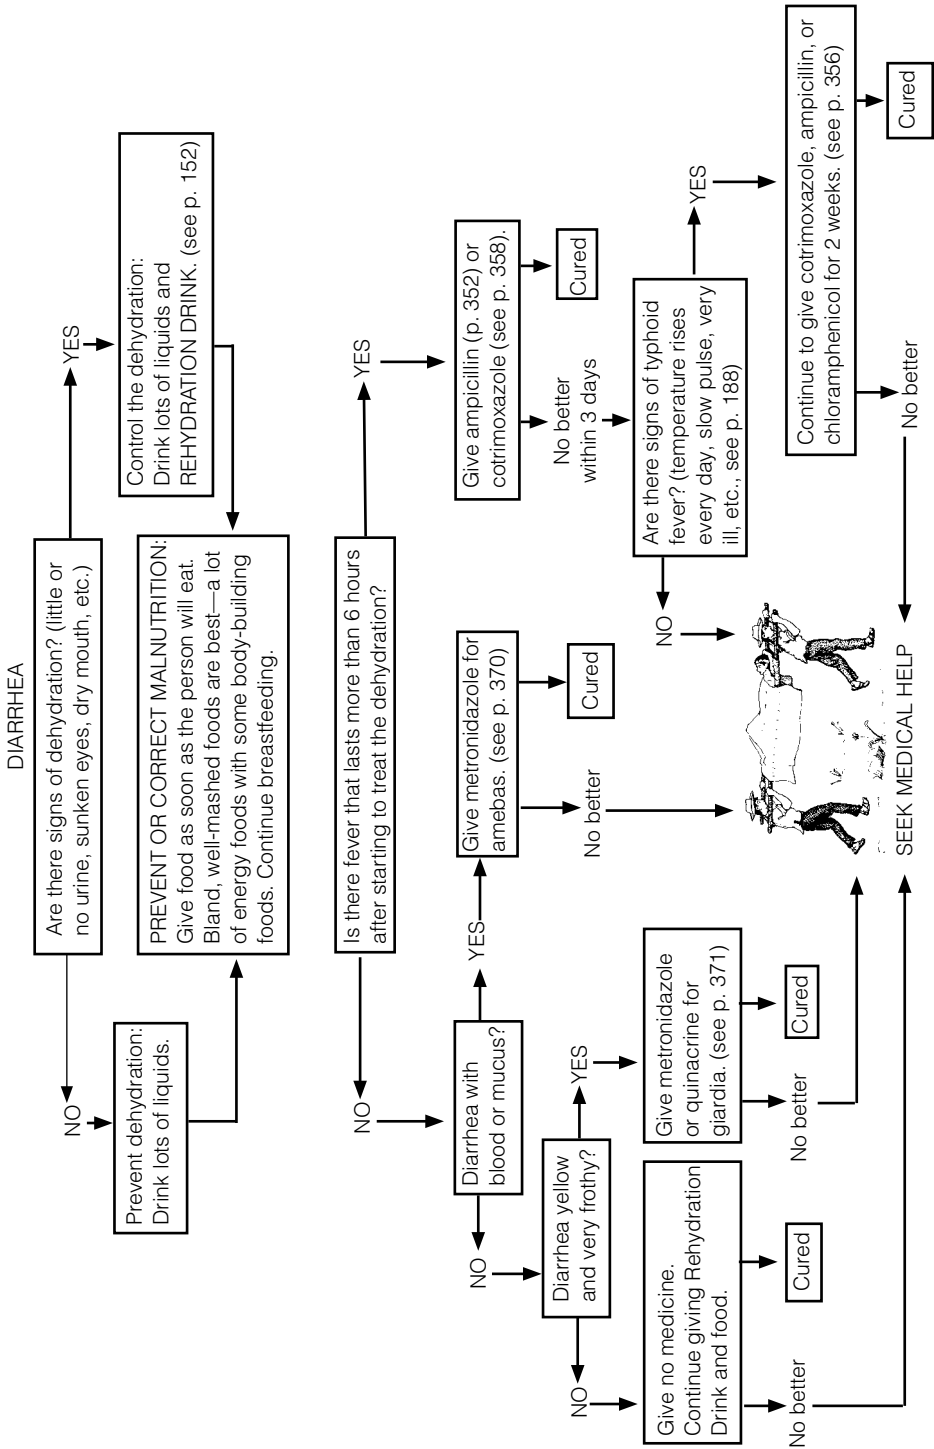 DIARRHEA
Are there signs of dehydration? (little or
no urine, sunken eyes, dry mouth, etc.)
NO
YES
Prevent dehydration:
Drink lots of liquids.
Control the dehydration:
Drink lots of liquids and
REHYDRATION DRINK. (see p. 152)
PREVENT OR CORRECT MALNUTRITION:
Give food as soon as the person will eat.
Bland, well-mashed foods are best—a lot
of energy foods with some body-building
foods. Continue breastfeeding.
Is there fever that lasts more than 6 hours
after starting to treat the dehydration?
NO
YES
Diarrhea with
blood or mucus?
NO
YES
Give metronidazole for
amebas. (see p. 370)
No better
Cured
Give ampicillin (p. 352) or
cotrimoxazole (see p. 358).
No better
within 3 days
Cured
Diarrhea yellow
and very frothy?
NO
YES
Are there signs of typhoid
fever? (temperature rises
every day, slow pulse, very
ill, etc., see p. 188)
NO
YES
Give no medicine.
Continue giving Rehydration
Drink and food.
No better
Cured
Give metronidazole
or quinacrine for
giardia. (see p. 371)
No better
Cured
Continue to give cotrimoxazole, ampicillin, or
chloramphenicol for 2 weeks. (see p. 356)
No better
Cured
SEEK MEDICAL HELP